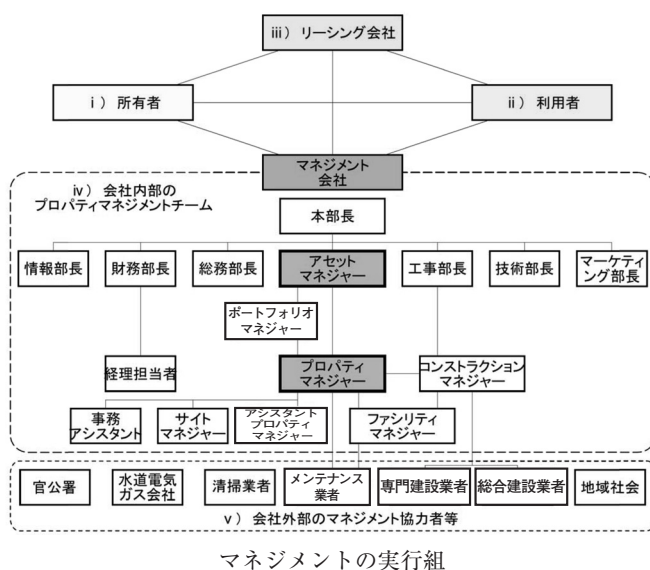 iii）リーシング会社
i）所有者
ii）利用者
マネジメント
会社
iv）会社内部の
プロパティマネジメントチーム
本部長
情報部長
財務部長
総務部長
アセット
マネジャー
工事部長
技術部長
マーケティ
ング部長
ポートフォリオ
マネジャー
経理担当者
プロパティ
マネジャー
コンストラクション
マネジャー
事務
アシスタント
サイト
マネジャー
アシスタント
プロパティ
マネジャー
ファシリティ
マネジャー
官公署
水道電気
ガス会社
清掃業者
メンテナンス
業者
専門建設業者
総合建設業者
地域社会
v）会社外部のマネジメント協力者等
マネジメントの実行組